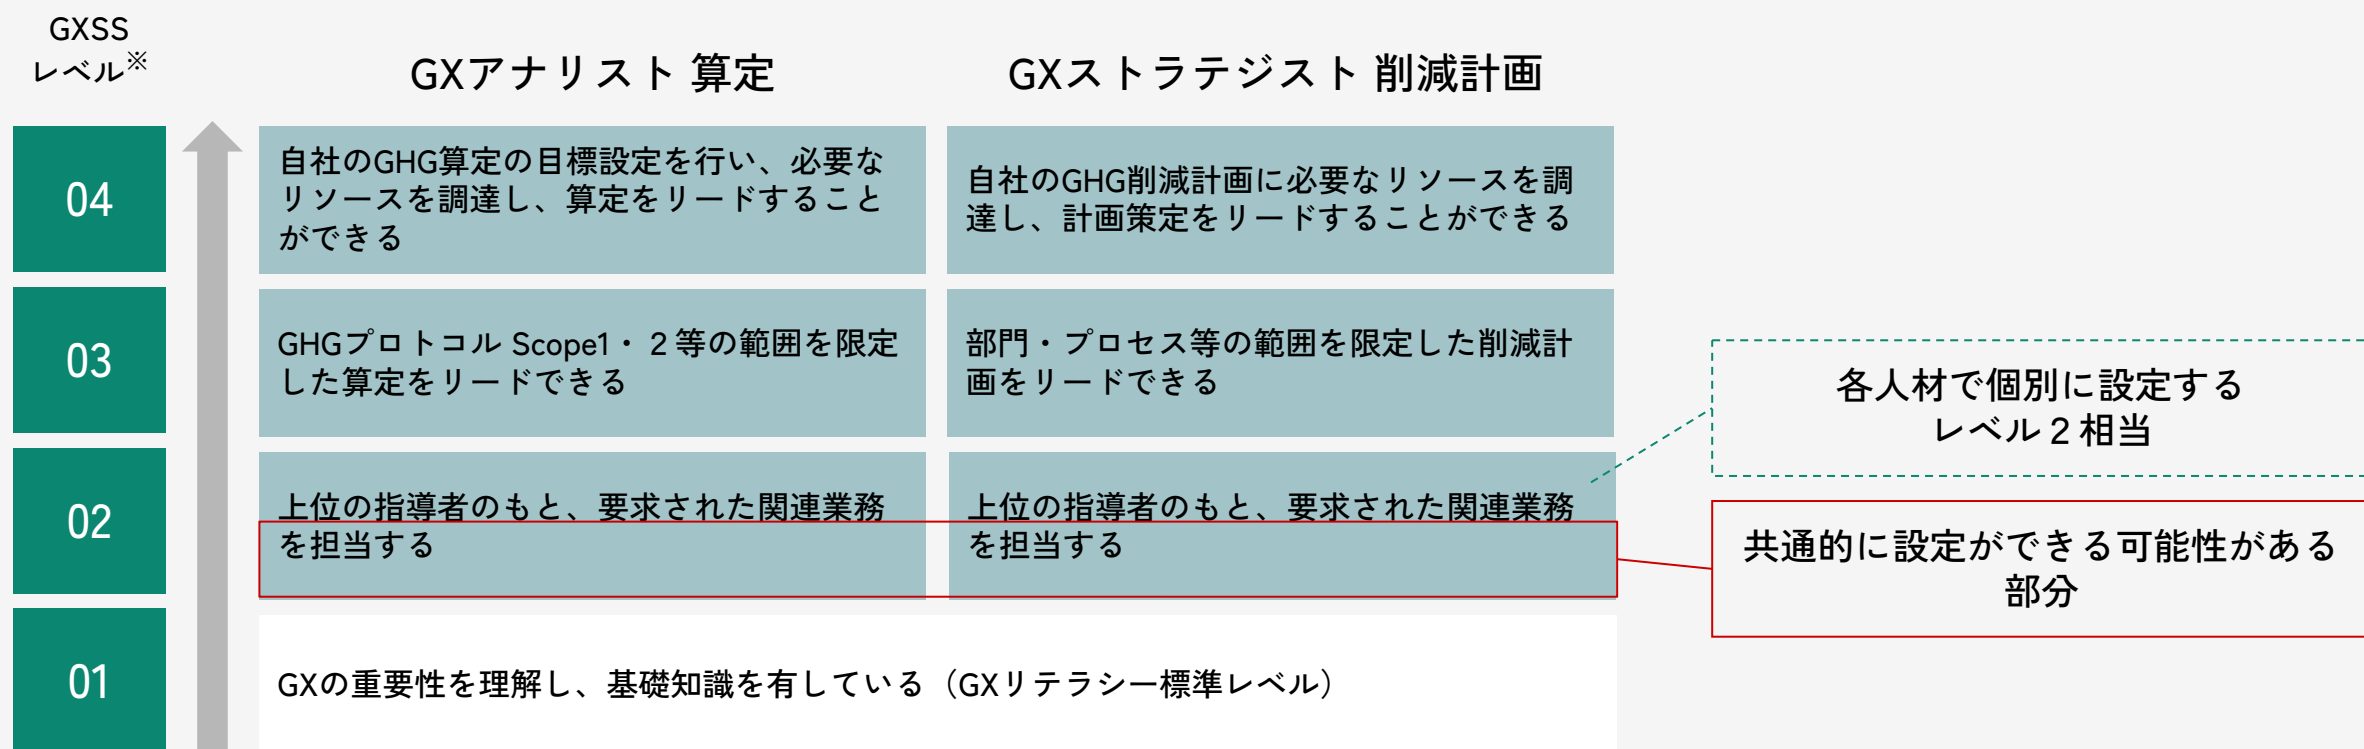 GXSS
レベル※
GXアナリスト 算定
GXストラテジスト 削減計画
04
自社のGHG算定の目標設定を行い、必要な
リソースを調達し、算定をリードすること
ができる
自社のGHG削減計画に必要なリソースを調
達し、計画策定をリードすることができる
03
GHGプロトコル Scope1・２等の範囲を限定
した算定をリードできる
部門・プロセス等の範囲を限定した削減計
画をリードできる
各人材で個別に設定する
レベル２相当
02
上位の指導者のもと、要求された関連業務
を担当する
上位の指導者のもと、要求された関連業務
を担当する
共通的に設定ができる可能性がある
部分
01
GXの重要性を理解し、基礎知識を有している（GXリテラシー標準レベル）